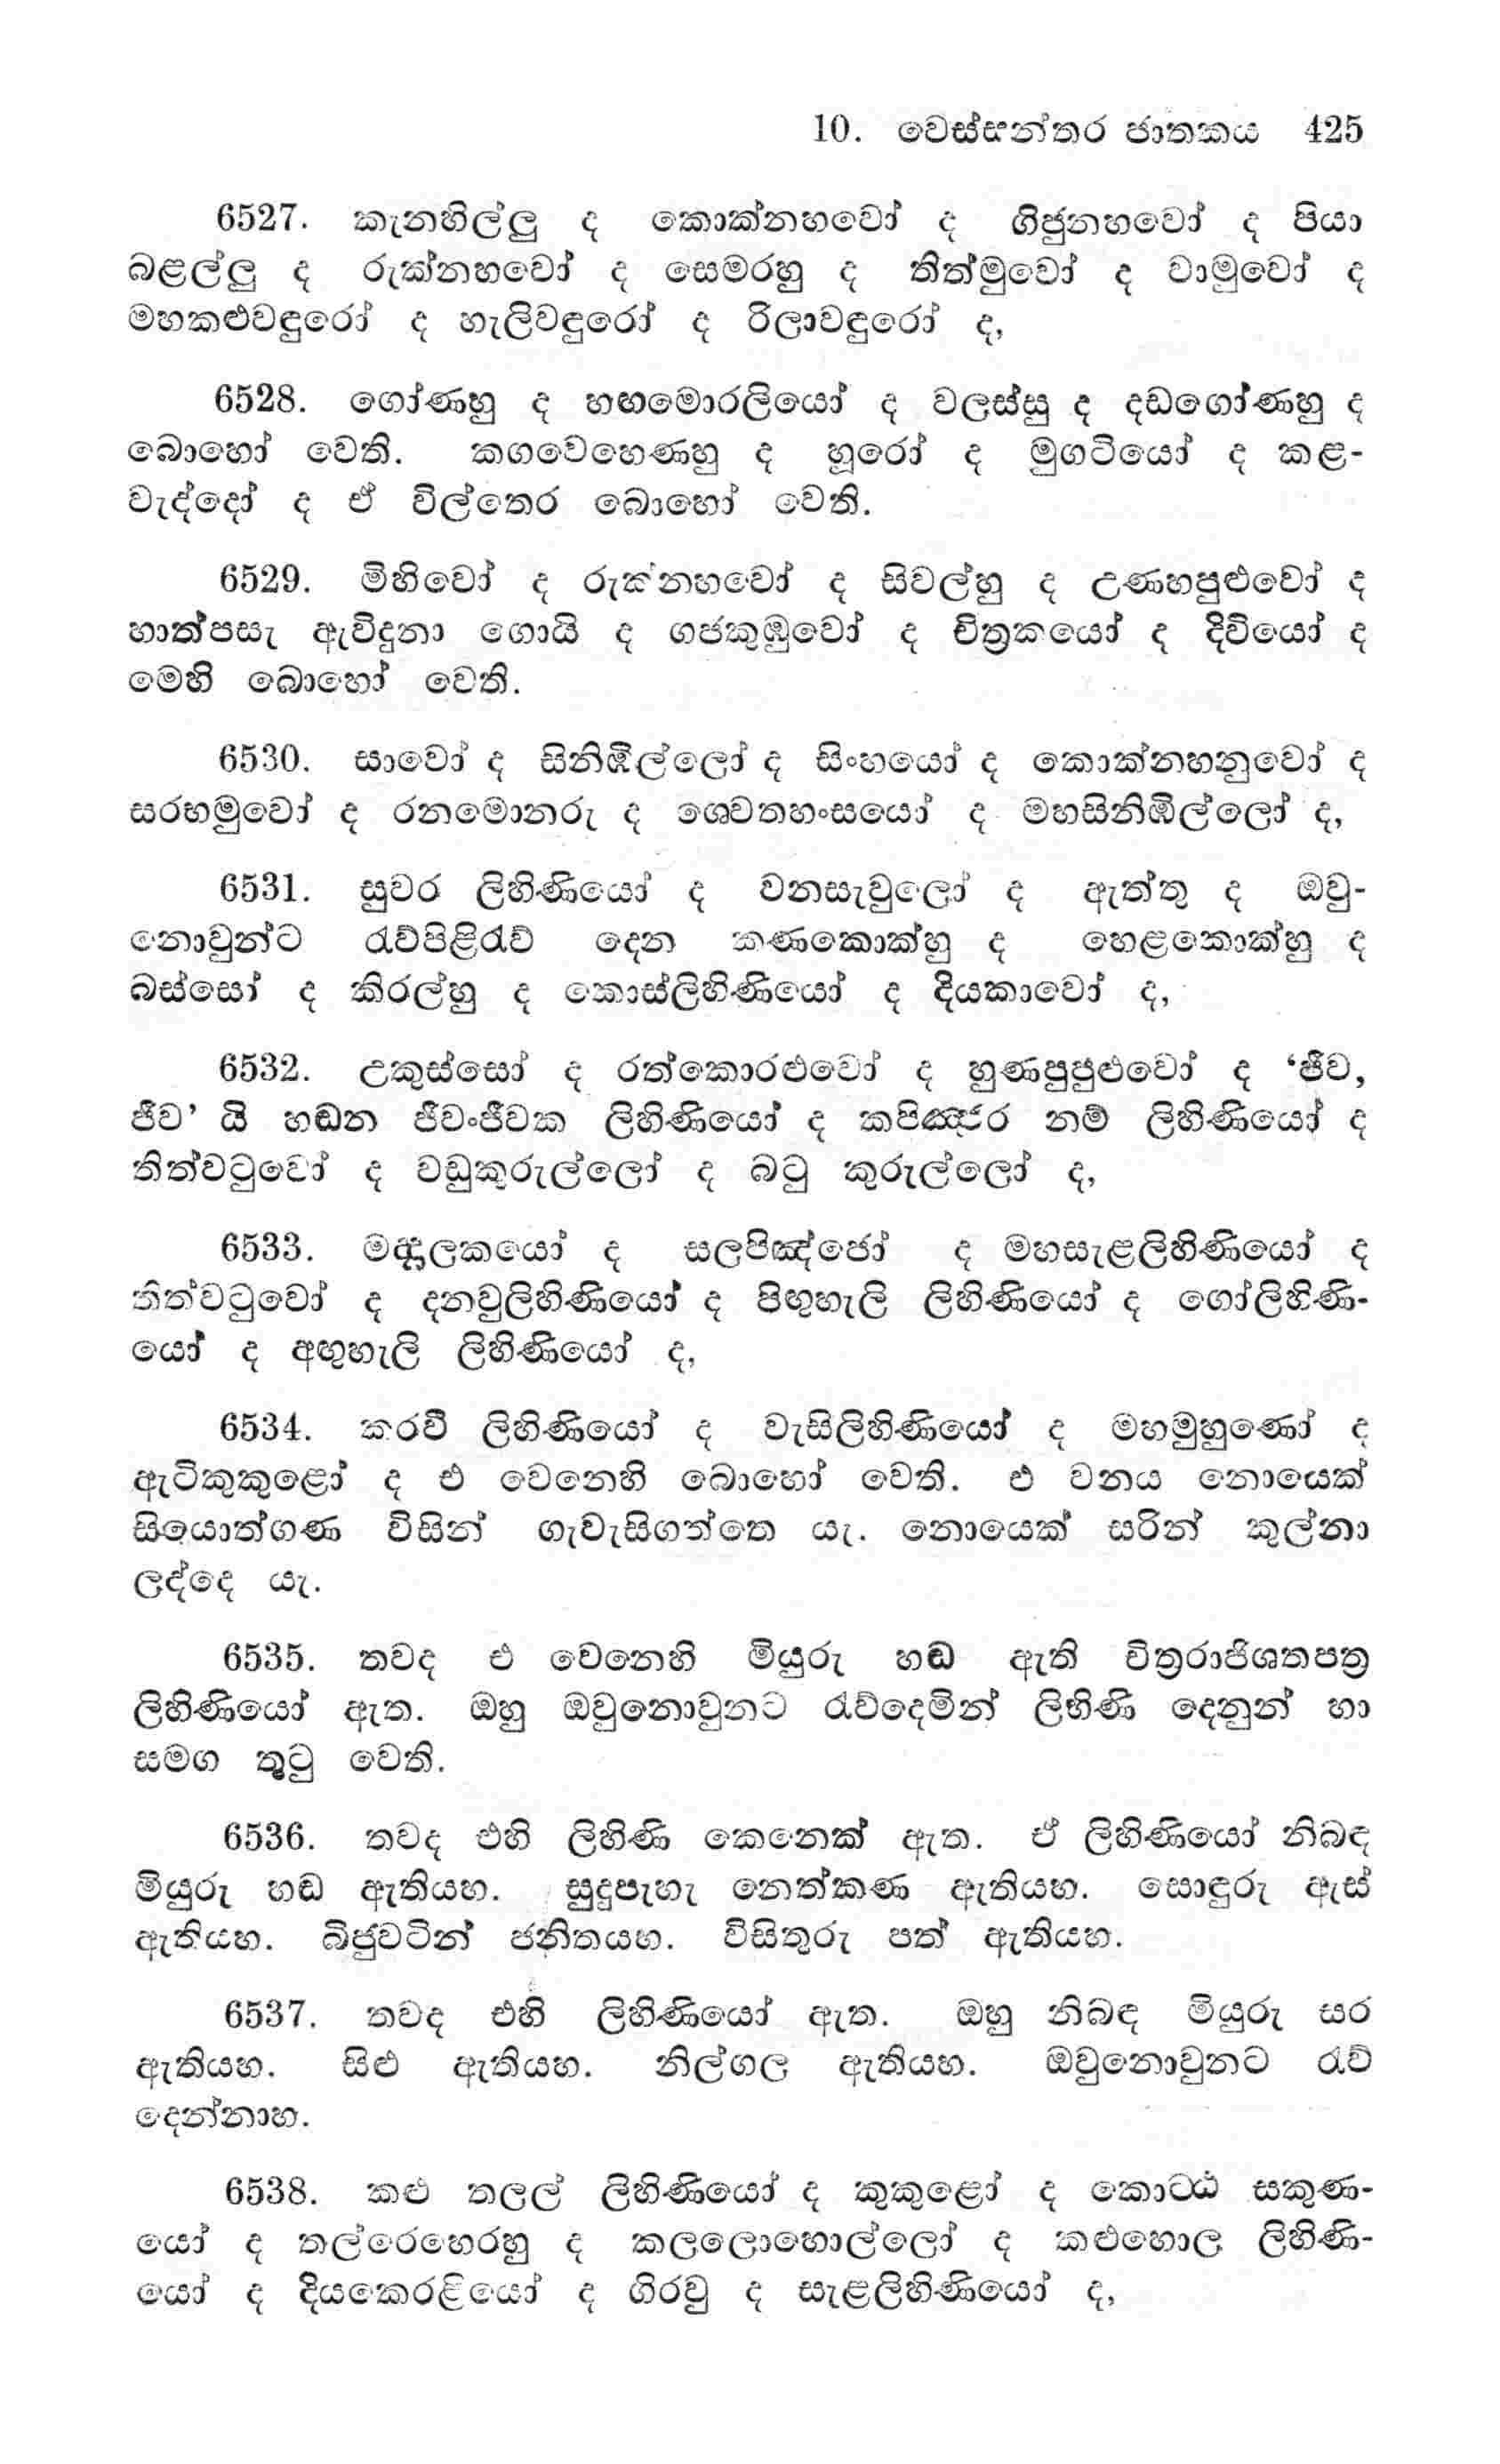 10. වෙස්සන්තර ජාතකය 425
6527. කැනහිල්ලු ද කොක්නහවෝ ද ගිජුනහවෝ ද පියා
බළල්ලු ද රුක්නහවෝ ද සෙමරහු ද තිත්මුවෝ ද වාමුවෝ ද
මහකළුවඳුරෝ ද හැලිවඳුරෝ ද රිලාවඳුරෝ ද,
6528. ගෝණහු ද හඟමොරලියෝ ද වලස්සු ද දඩගෝණහු ද
බොහෝ වෙති. කගවෙහෙණහු ද හූරෝ ද මුගටියෝ ද කළ-
වැද්දෝ ද ඒ විල්තෙර බොහෝ වෙති.
6529. මිහිවෝ ද රුක්නහවෝ ද සිවල්හු ද උණහපුළුවෝ ද
හාත්පසැ ඇවිදුනා ගොයි ද ගජකුඹුවෝ ද චිත්‍රකයෝ ද දිවියෝ ද
මෙහි බොහෝ වෙති.
6530. සාවෝ ද සිනිඹිල්ලෝ ද සිංහයෝ ද කොක්නහනුවෝ ද
සරභමුවෝ ද රනමොනරු ද ශෙවතහංසයෝ ද මහසිනිඹිල්ලෝ ද,
6531. සුවර ලිහිණියෝ ද වනසැවුලෝ ද ඇත්තු ද ඔවු-
නොවුන්ට රැව්පිළිරැව් දෙන කණකොක්හු ද හෙළකොක්හු ද
බස්සෝ ද කිරල්හු ද කොස්ලිහිණියෝ ද දියකාවෝ ද,
6532. උකුස්සෝ ද රත්කොරළුවෝ ද හුණපුපුළුවෝ ද ‘ජීව,
ජීව’ යි හඬන ජීවංජීවක ලිහිණියෝ ද කපිඤ්ජර නම් ලිහිණියෝ ද
තිත්වටුවෝ ද වඩුකුරුල්ලෝ ද බටු කුරුල්ලෝ ද,
6533. මඳ්දාලකයෝ ද සලපිඤ්ජෝ ද මහසැළලිහිණියෝ ද
තිත්වටුවෝ ද දනවුලිහිණියෝ ද පිඟුහැලි ලිහිණියෝ ද ගෝලිහිණි-
යෝ ද අඟුහැලි ලිහිණියෝ ද,
6534. කරවී ලිහිණියෝ ද වැසිලිහිණියෝ ද මහමුහුණෝ ද
ඇටිකුකුළෝ ද එ වෙනෙහි බොහෝ වෙති. එ වනය නොයෙක්
සියොත්ගණ විසින් ගැවැසිගත්තෙ යැ. නොයෙක් සරින් කුල්නා
ලද්දෙ යැ.
6535. තවද එ වෙනෙහි මියුරු හඬ ඇති චිත්‍රරාජිශතපත්‍ර
ලිහිණියෝ ඇත. ඔහු ඔවුනොවුනට රැව්දෙමින් ලිභිණි දෙනුන් හා
සමග තුටු වෙති.
6536. තවද එහි ලිහිණි කෙනෙක් ඇත. ඒ ලිහිණියෝ නිබඳ
මියුරු හඬ ඇතියහ. සුදුපැහැ නෙත්කණ ඇතියහ. සොඳුරු ඇස්
ඇතියහ. බිජුවටින් ජනිතයහ. විසිතුරු පත් ඇතියහ.
6537. තවද එහි ලිහිණියෝ ඇත. ඔහු නිබඳ මියුරු සර
ඇතියහ. සිළු ඇතියහ. නිල්ගල ඇතියහ. ඔවුනොවුනට රැව්
දෙන්නාහ.
6538. කළු තලල් ලිහිණියෝ ද කුකුළෝ ද කොට්ඨ සකුණ-
යෝ ද තල්රෙහෙරහු ද කලලොහොල්ලෝ ද කළුහොල ලිහිණි-
යෝ ද දියකෙරළියෝ ද ගිරවු ද සැළලිහිණියෝ ද,